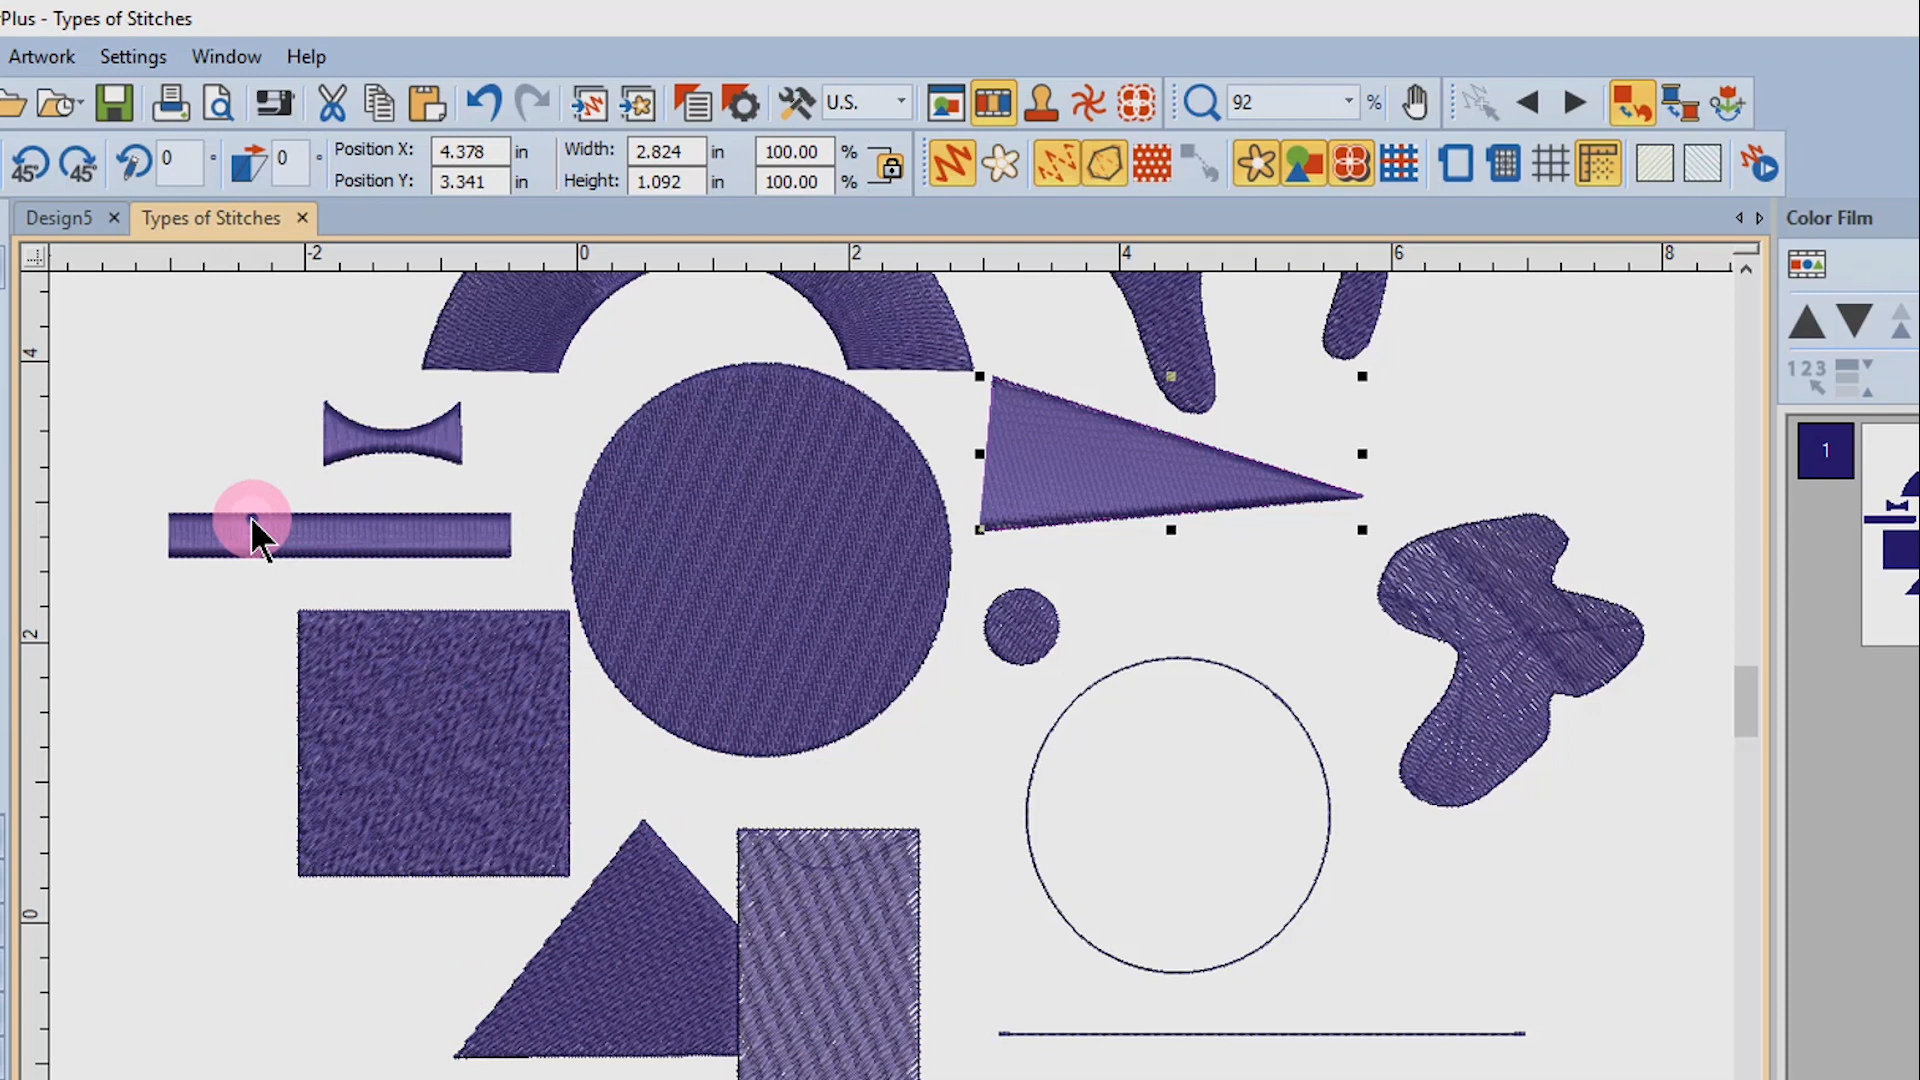 Plus - Types of Stitches
Artwork Settings Window Help
U.S. 92 %
45° 45° 0 ° 0 ° Position X: 4.378 in Width: 2.824 in 100.00 %
Position Y: 3.341 in Height: 1.092 in 100.00 %
Design5 Types of Stitches Color Film
-2 0 2 4 6 8
4
2
0
1 2 3
1